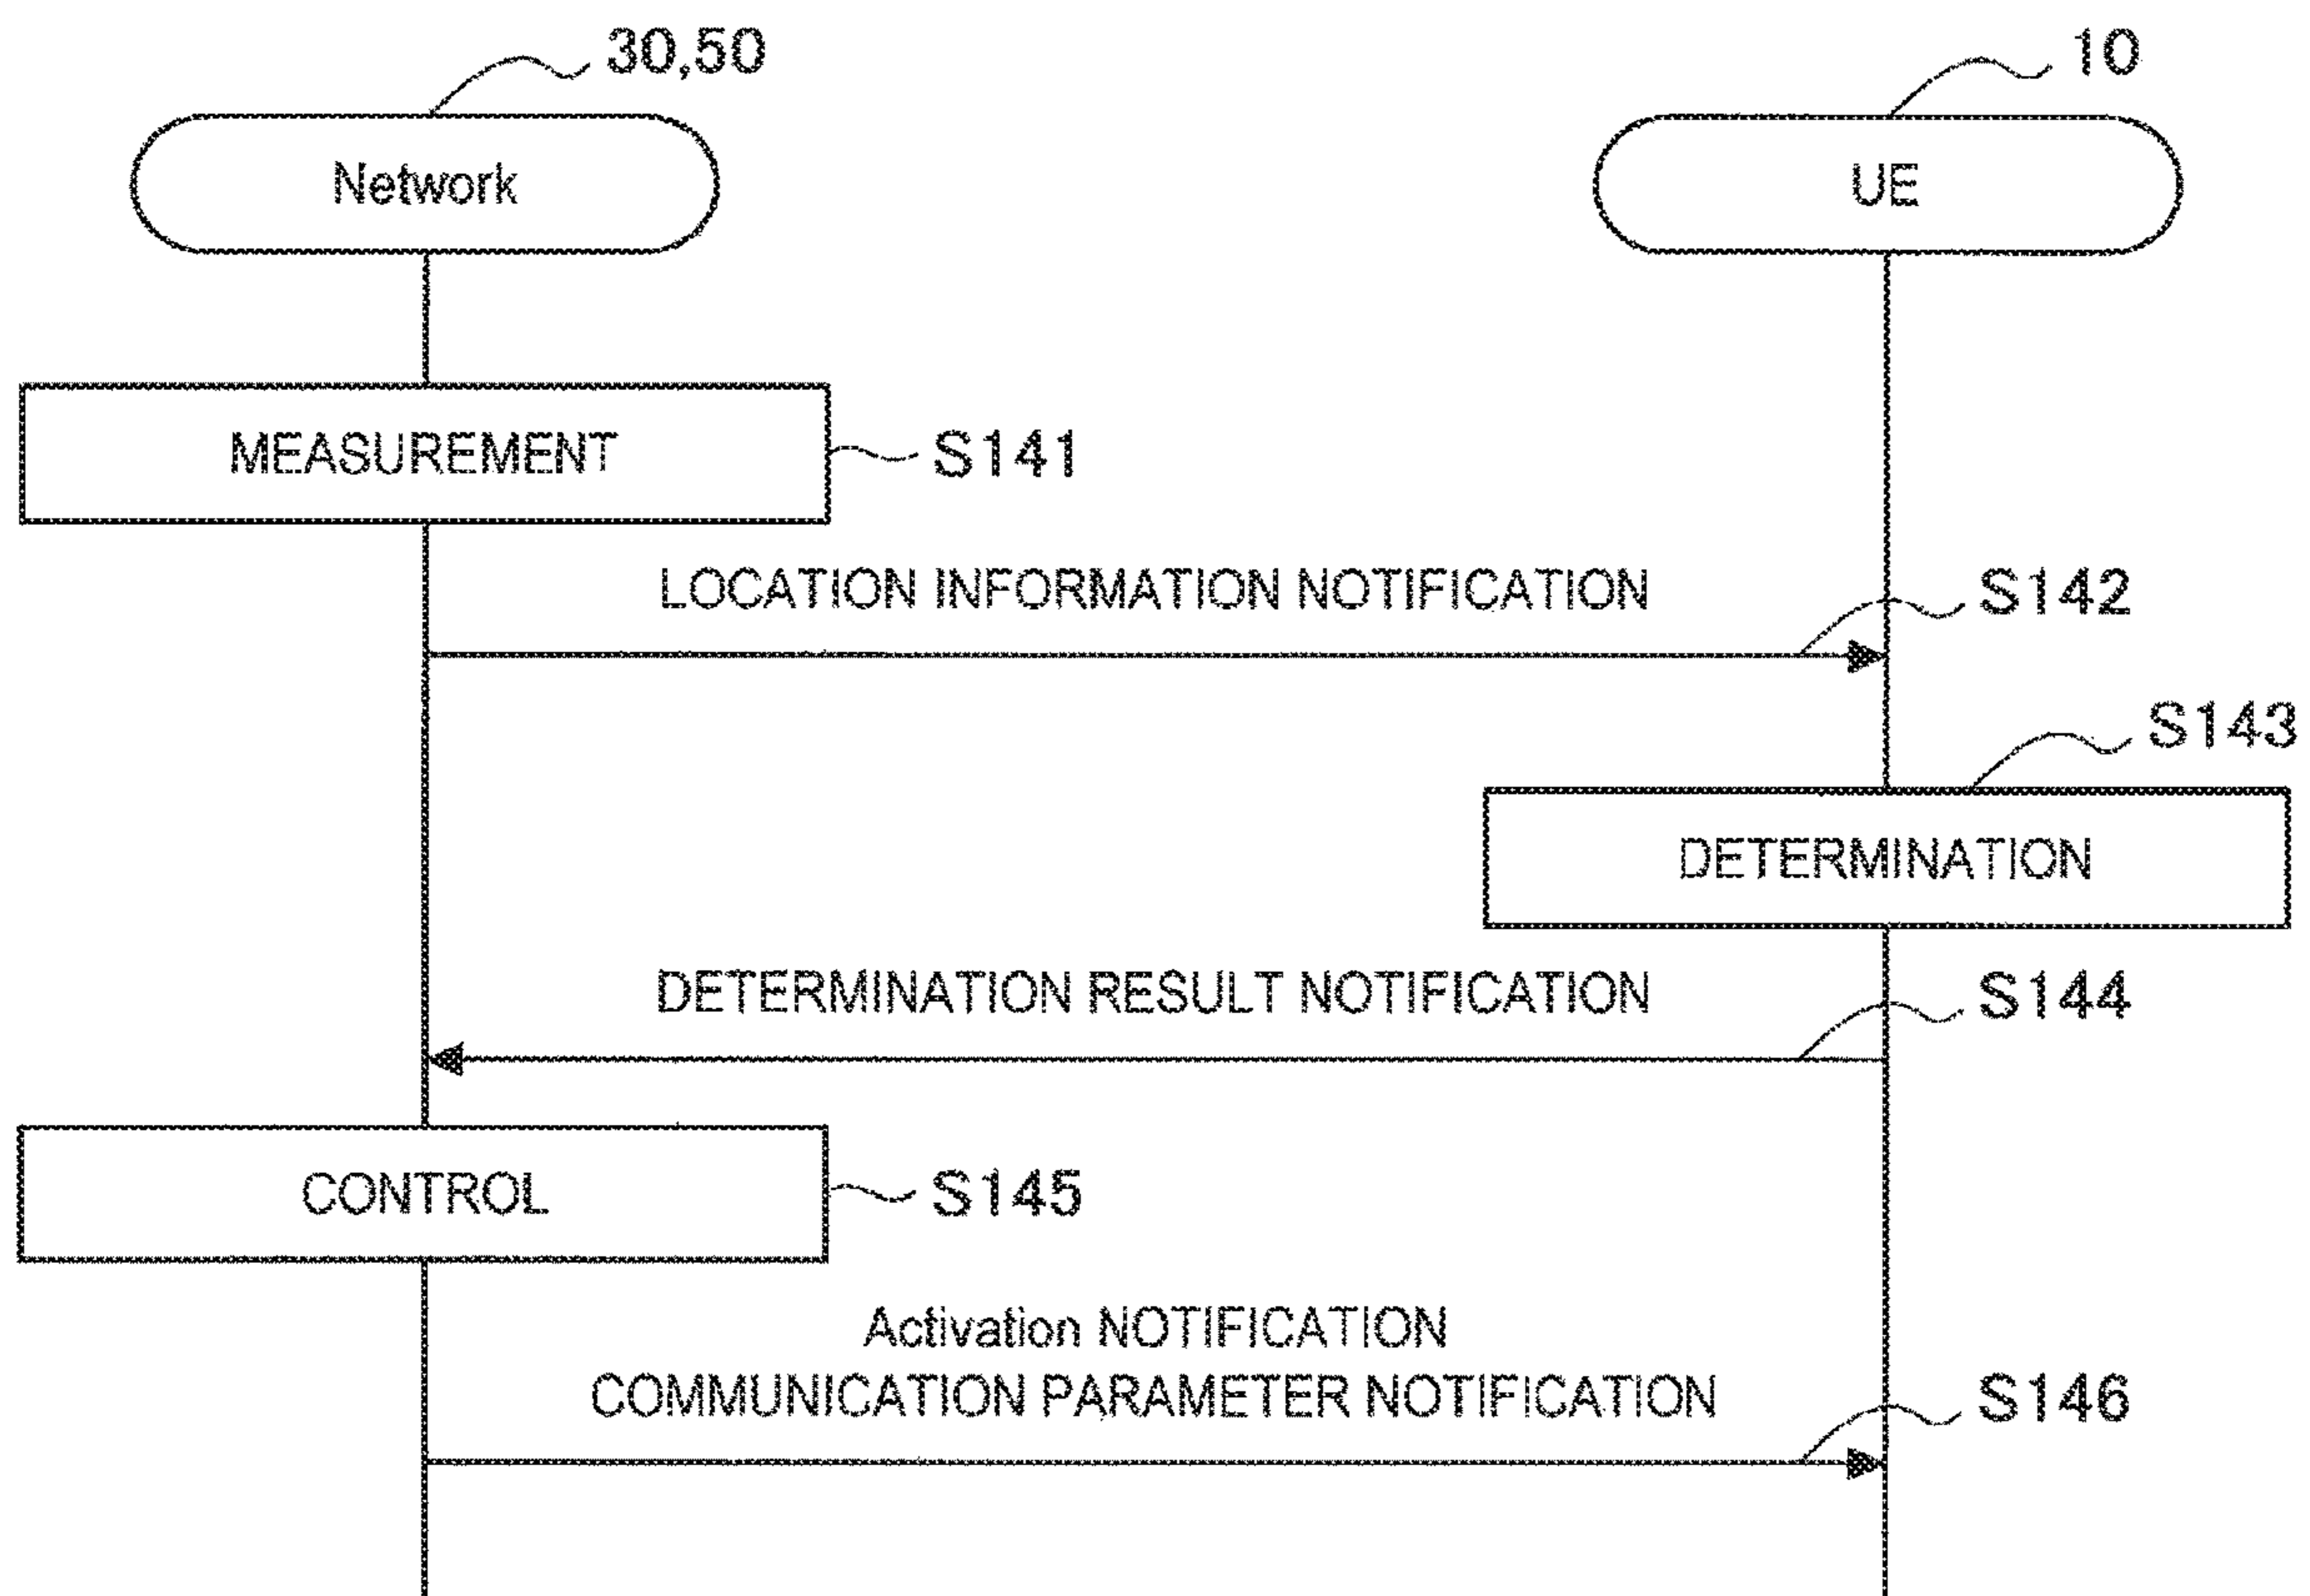 30,50
10
Network
UE
MEASUREMENT
S141
LOCATION INFORMATION NOTIFICATION
S142
S143
DETERMINATION
DETERMINATION RESULT NOTIFICATION
S144
CONTROL
S145
Activation NOTIFICATION
COMMUNICATION PARAMETER NOTIFICATION
S146